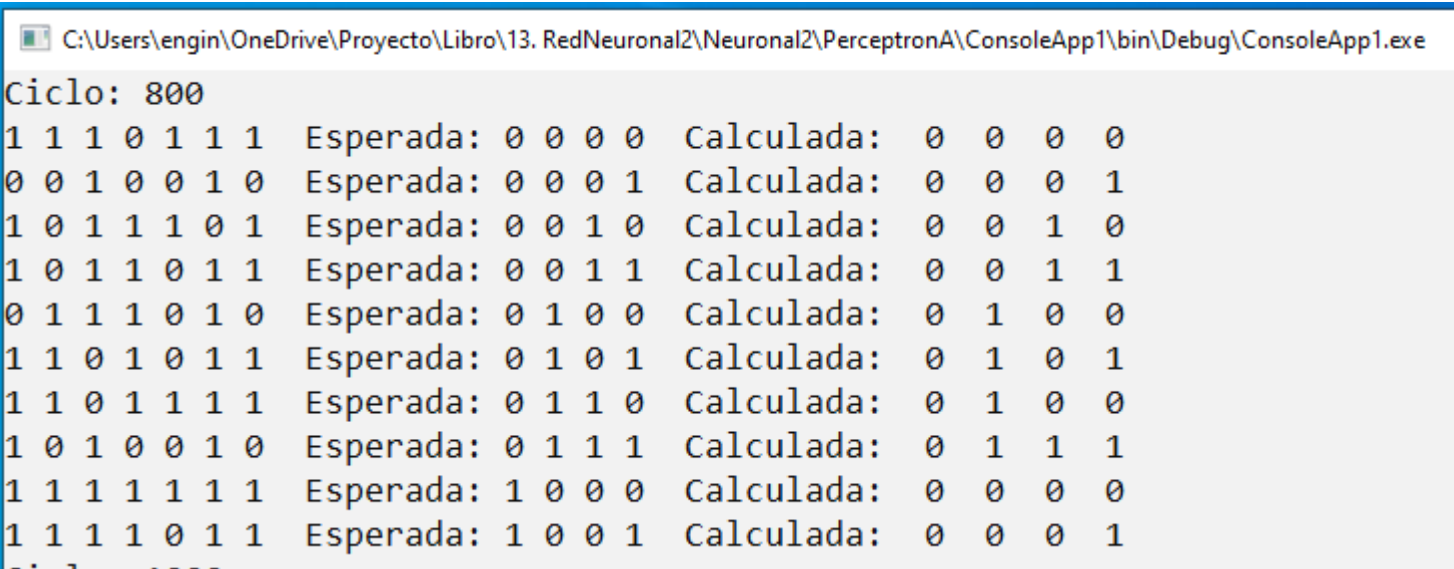 C:\Users\engin\OneDrive\Proyecto\Libro\13. RedNeuronal2\Neuronal2\PerceptronA\ConsoleApp1\bin\Debug\ConsoleApp1.exe
Ciclo: 800
1 1 1 0 1 1 1 Esperada: 0 0 0 0 Calculada: 0 0 0 0
0 0 1 0 0 1 0 Esperada: 0 0 0 1 Calculada: 0 0 0 1
1 0 1 1 1 0 1 Esperada: 0 0 1 0 Calculada: 0 0 1 0
1 0 1 1 0 1 1 Esperada: 0 0 1 1 Calculada: 0 0 1 1
0 1 1 1 0 1 0 Esperada: 0 1 0 0 Calculada: 0 1 0 0
1 1 0 1 0 1 1 Esperada: 0 1 0 1 Calculada: 0 1 0 1
1 1 0 1 1 1 1 Esperada: 0 1 1 0 Calculada: 0 1 0 0
1 0 1 0 0 1 0 Esperada: 0 1 1 1 Calculada: 0 1 1 1
1 1 1 1 1 1 1 Esperada: 1 0 0 0 Calculada: 0 0 0 0
1 1 1 1 0 1 1 Esperada: 1 0 0 1 Calculada: 0 0 0 1